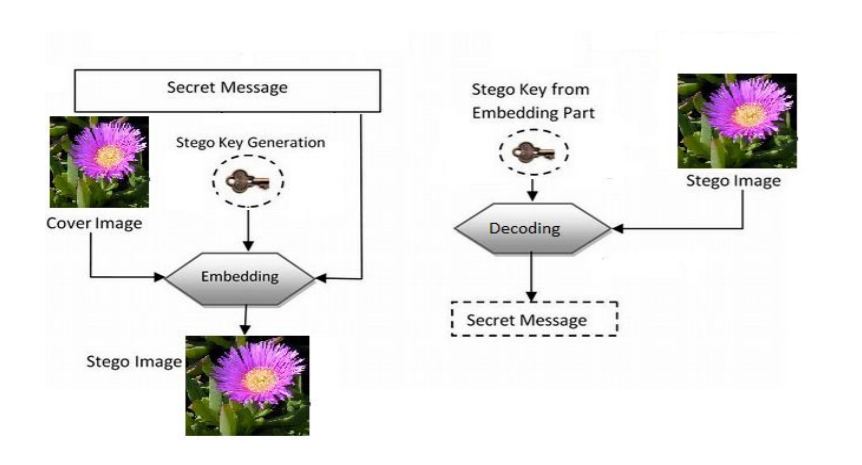 Secret Message
Stego Key Generation
Cover Image
Embedding
Stego Image
Stego Key from
Embedding Part
Stego Image
Decoding
Secret Message